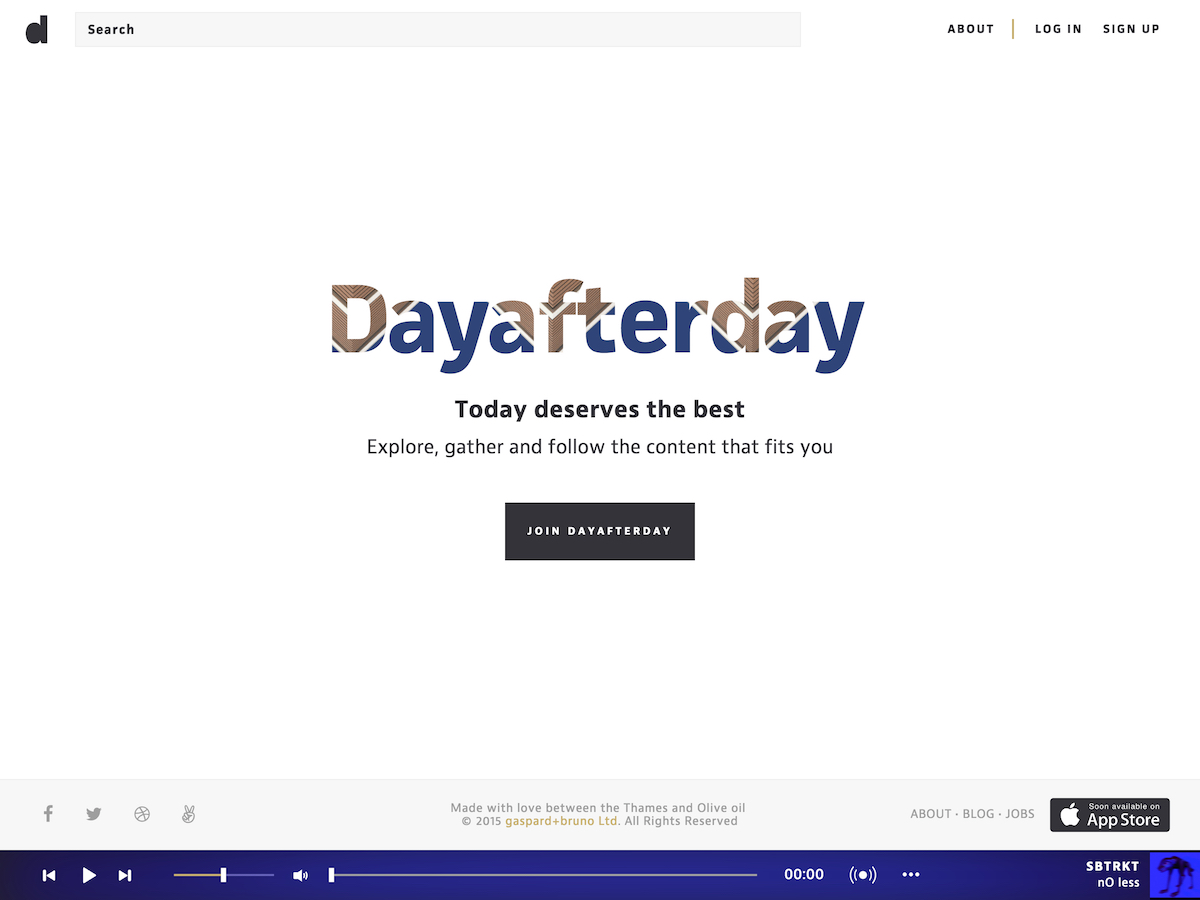 d
Search
ABOUT
LOG IN
SIGN UP
Dayafterday
Today deserves the best
Explore, gather and follow the content that fits you
JOIN DAYAFTERDAY
Made with love between the Thames and Olive oil
© 2015 gaspard+bruno Ltd. All Rights Reserved
ABOUT · BLOG · JOBS
Soon available on
App Store
00:00
SBTRKT
nO less